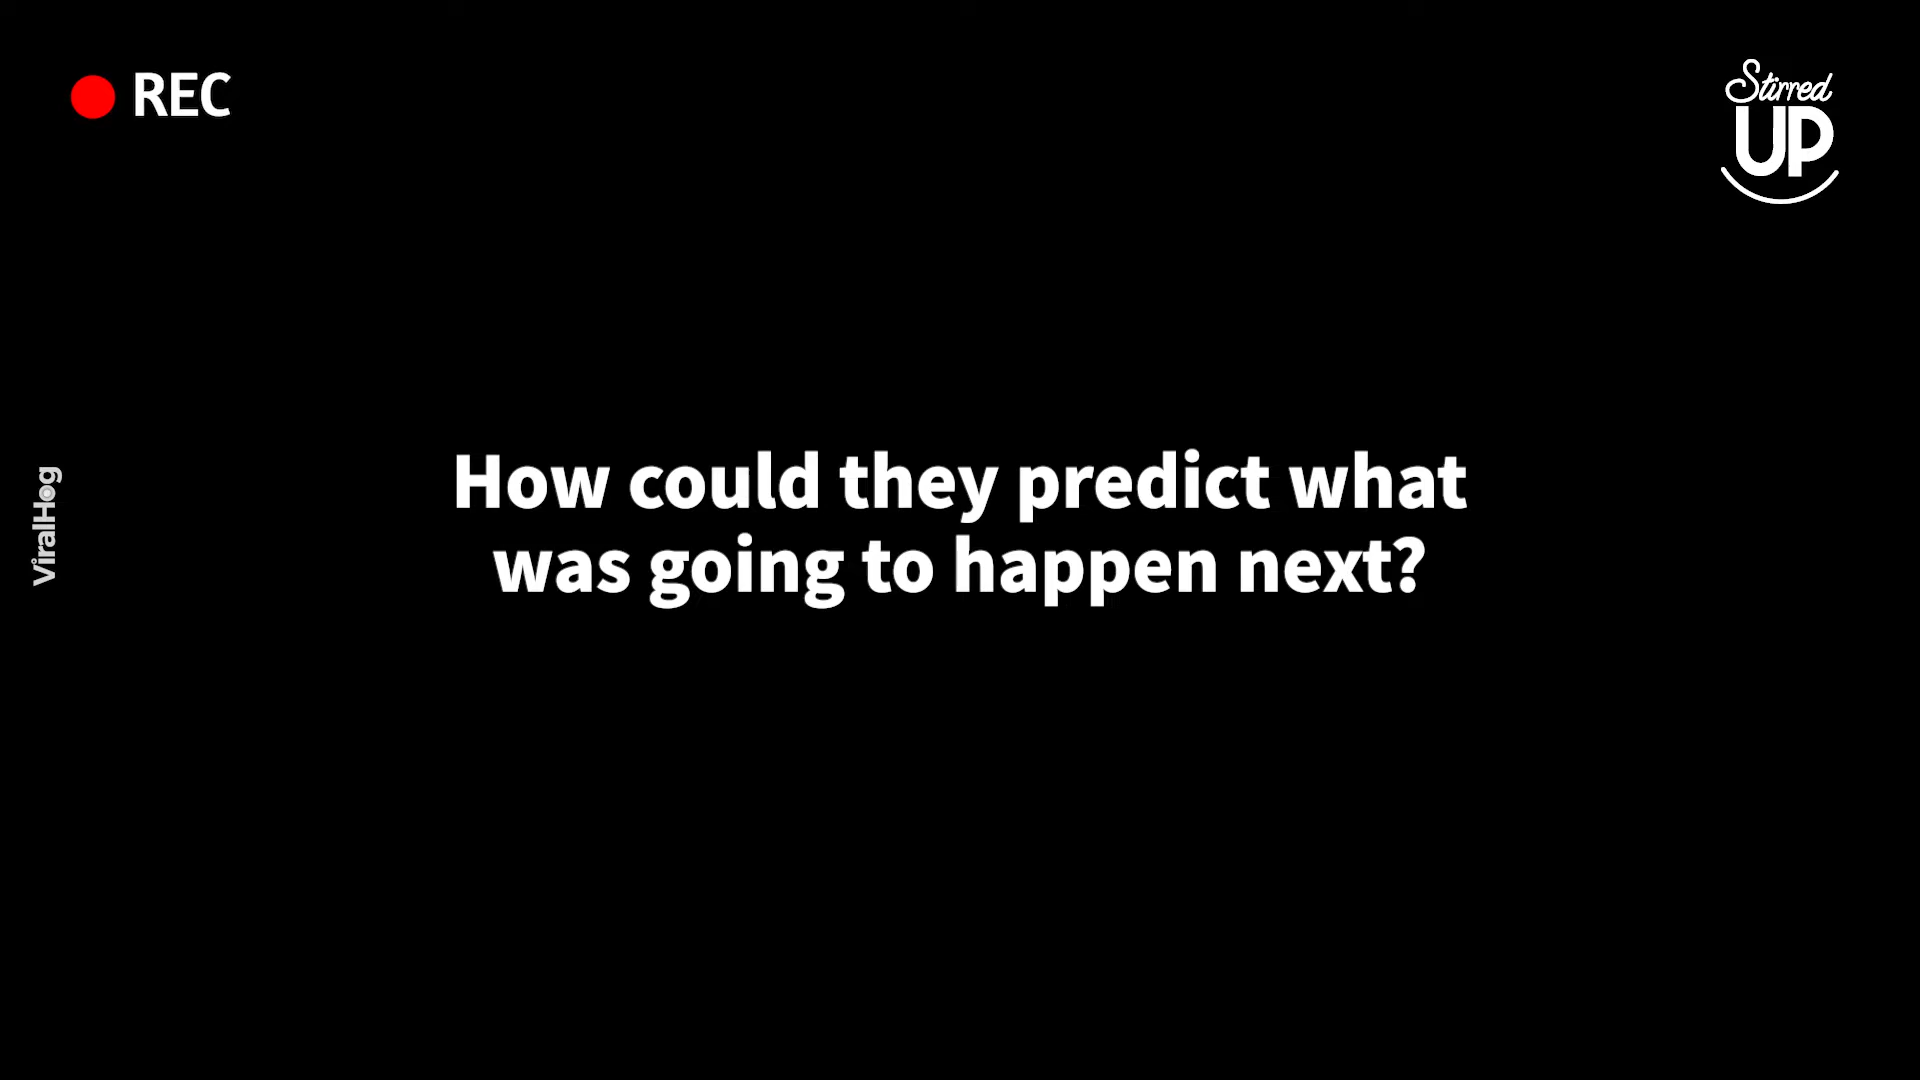 REC
Stirred
UP
ViralHog
How could they predict what
was going to happen next?